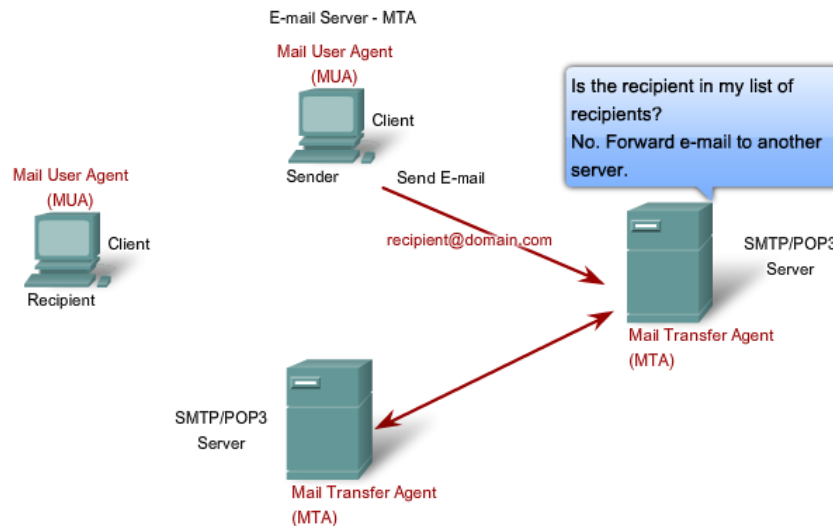 E-mail Server - MTA
Mail User Agent
(MUA)
Client
Sender
Send E-mail
recipient@domain.com
Is the recipient in my list of
recipients?
No. Forward e-mail to another
server.
Mail User Agent
(MUA)
Client
Recipient
SMTP/POP3
Server
Mail Transfer Agent
(MTA)
SMTP/POP3
Server
Mail Transfer Agent
(MTA)